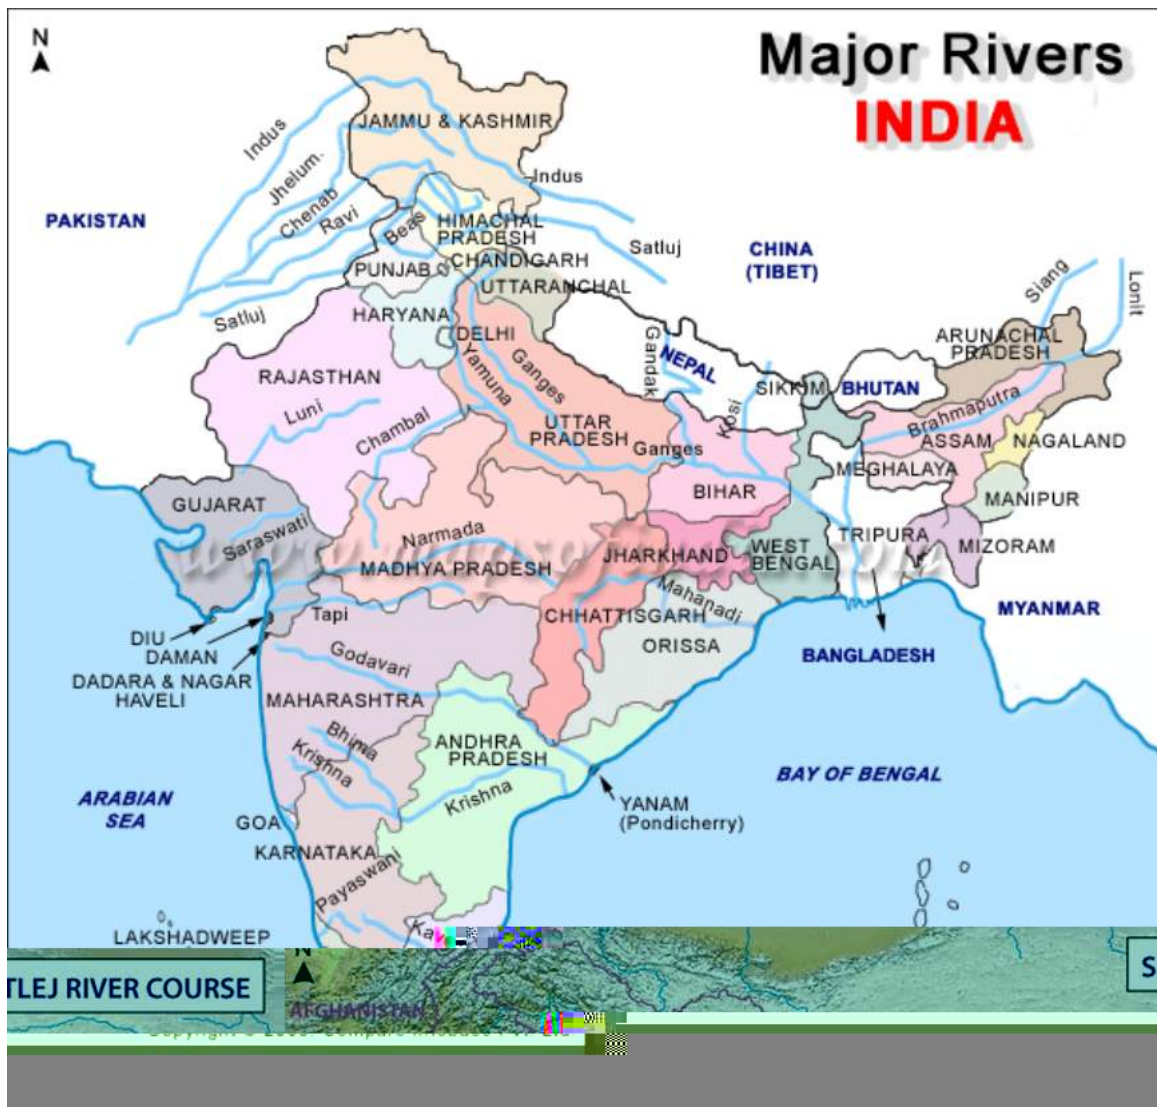 N
Major Rivers
INDIA
JAMMU & KASHMIR
Indus
Jhelum.
Chenab
Ravi
Beas
Indus
HIMACHAL
PRADESH
Satluj
PAKISTAN
CHINA
(TIBET)
PUNJAB
CHANDIGARH
UTTARANCHAL
Siang
Lonit
Satluj
HARYANA
DELHI
Gandak
NEPAL
ARUNACHAL
PRADESH
RAJASTHAN
Yamuna
Ganges
SIKKIM
BHUTAN
Luni
Chambal
UTTAR
PRADESH
Kosi
Brahmaputra
ASSAM
NAGALAND
Ganges
MEGHALAYA
GUJARAT
BIHAR
MANIPUR
Saraswati
Narmada
TRIPURA
MIZORAM
JHARKHAND
WEST
BENGAL
MADHYA PRADESH
Mahanadi
Tapi
CHHATTISGARH
MYANMAR
DIU
DAMAN
ORISSA
BANGLADESH
Godavari
DADARA & NAGAR
HAVELI
MAHARASHTRA
Bhima
Krishna
ANDHRA
PRADESH
BAY OF BENGAL
ARABIAN
SEA
Krishna
YANAM
(Pondicherry)
GOA
KARNATAKA
Payaswani
Ka
LAKSHADWEEP
N
S
TLEJ RIVER COURSE
AFGHANISTAN